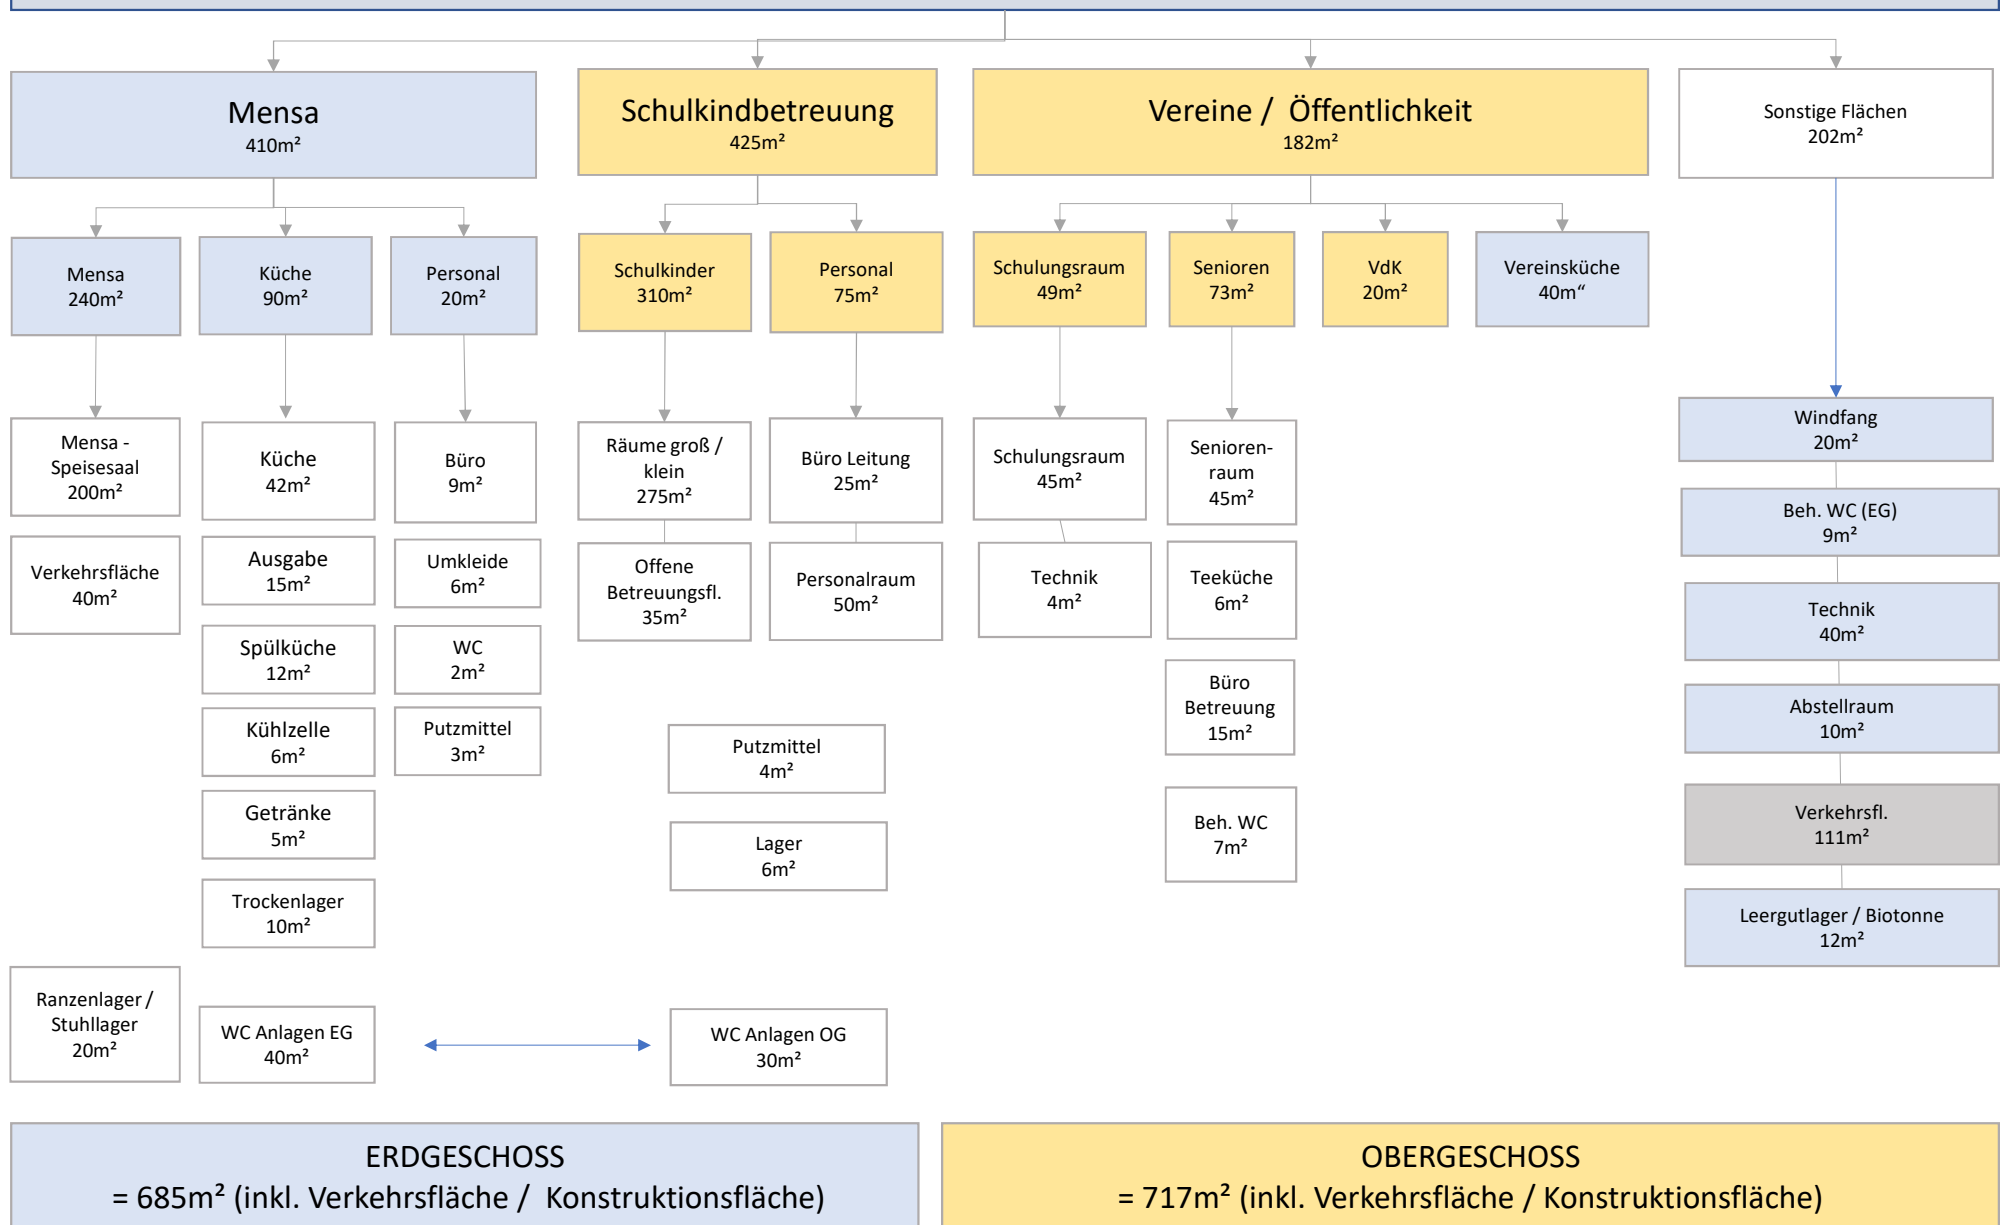 Mensa
410m²
Schulkindbetreuung
425m²
Vereine / Öffentlichkeit
182m²
Sonstige Flächen
202m²
Mensa
240m²
Küche
90m²
Personal
20m²
Schulkinder
310m²
Personal
75m²
Schulungsraum
49m²
Senioren
73m²
VdK
20m²
Vereinsküche
40m“
Mensa -
Speisesaal
200m²
Küche
42m²
Büro
9m²
Räume groß /
klein
275m²
Büro Leitung
25m²
Schulungsraum
45m²
Senioren-
raum
45m²
Windfang
20m²
Verkehrsfläche
40m²
Ausgabe
15m²
Umkleide
6m²
Offene
Betreuungsfl.
35m²
Personalraum
50m²
Technik
4m²
Teeküche
6m²
Beh. WC (EG)
9m²
Spülküche
12m²
WC
2m²
Büro
Betreuung
15m²
Technik
40m²
Kühlzelle
6m²
Putzmittel
3m²
Putzmittel
4m²
Abstellraum
10m²
Getränke
5m²
Lager
6m²
Beh. WC
7m²
Verkehrsfl.
111m²
Trockenlager
10m²
Leergutlager / Biotonne
12m²
Ranzenlager /
Stuhllager
20m²
WC Anlagen EG
40m²
WC Anlagen OG
30m²
ERDGESCHOSS
= 685m² (inkl. Verkehrsfläche / Konstruktionsfläche)
OBERGESCHOSS
= 717m² (inkl. Verkehrsfläche / Konstruktionsfläche)